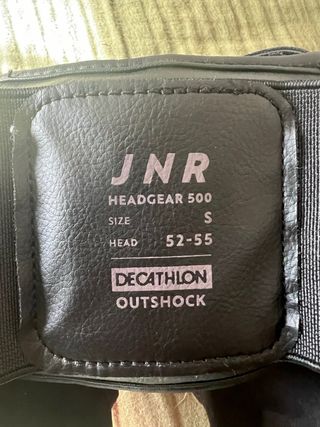 JNR
HEADGEAR 500
SIZE S
HEAD 52-55
DECATHLON
OUTSHOCK